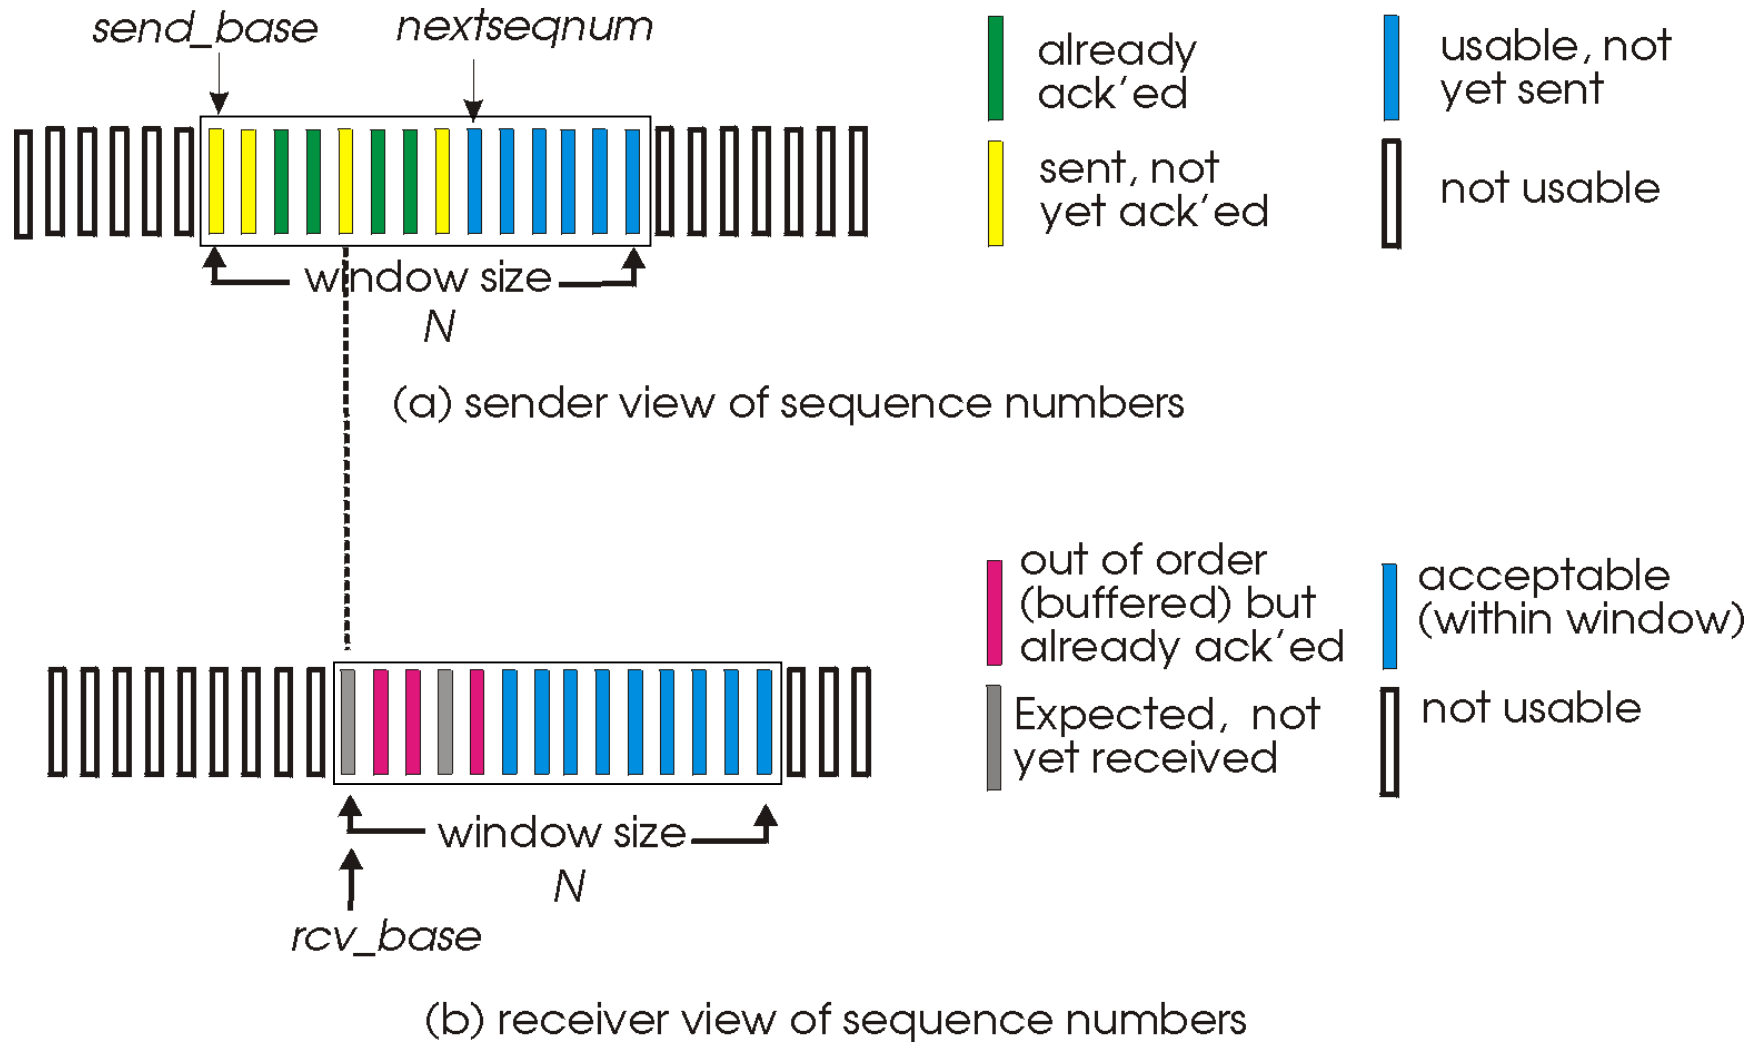 send_base
nextseqnum
already
ack'ed
usable, not
yet sent
sent, not
yet ack'ed
not usable
window size
N
(a) sender view of sequence numbers
out of order
(buffered) but
already ack'ed
acceptable
(within window)
Expected, not
yet received
not usable
window size
N
rcv_base
(b) receiver view of sequence numbers